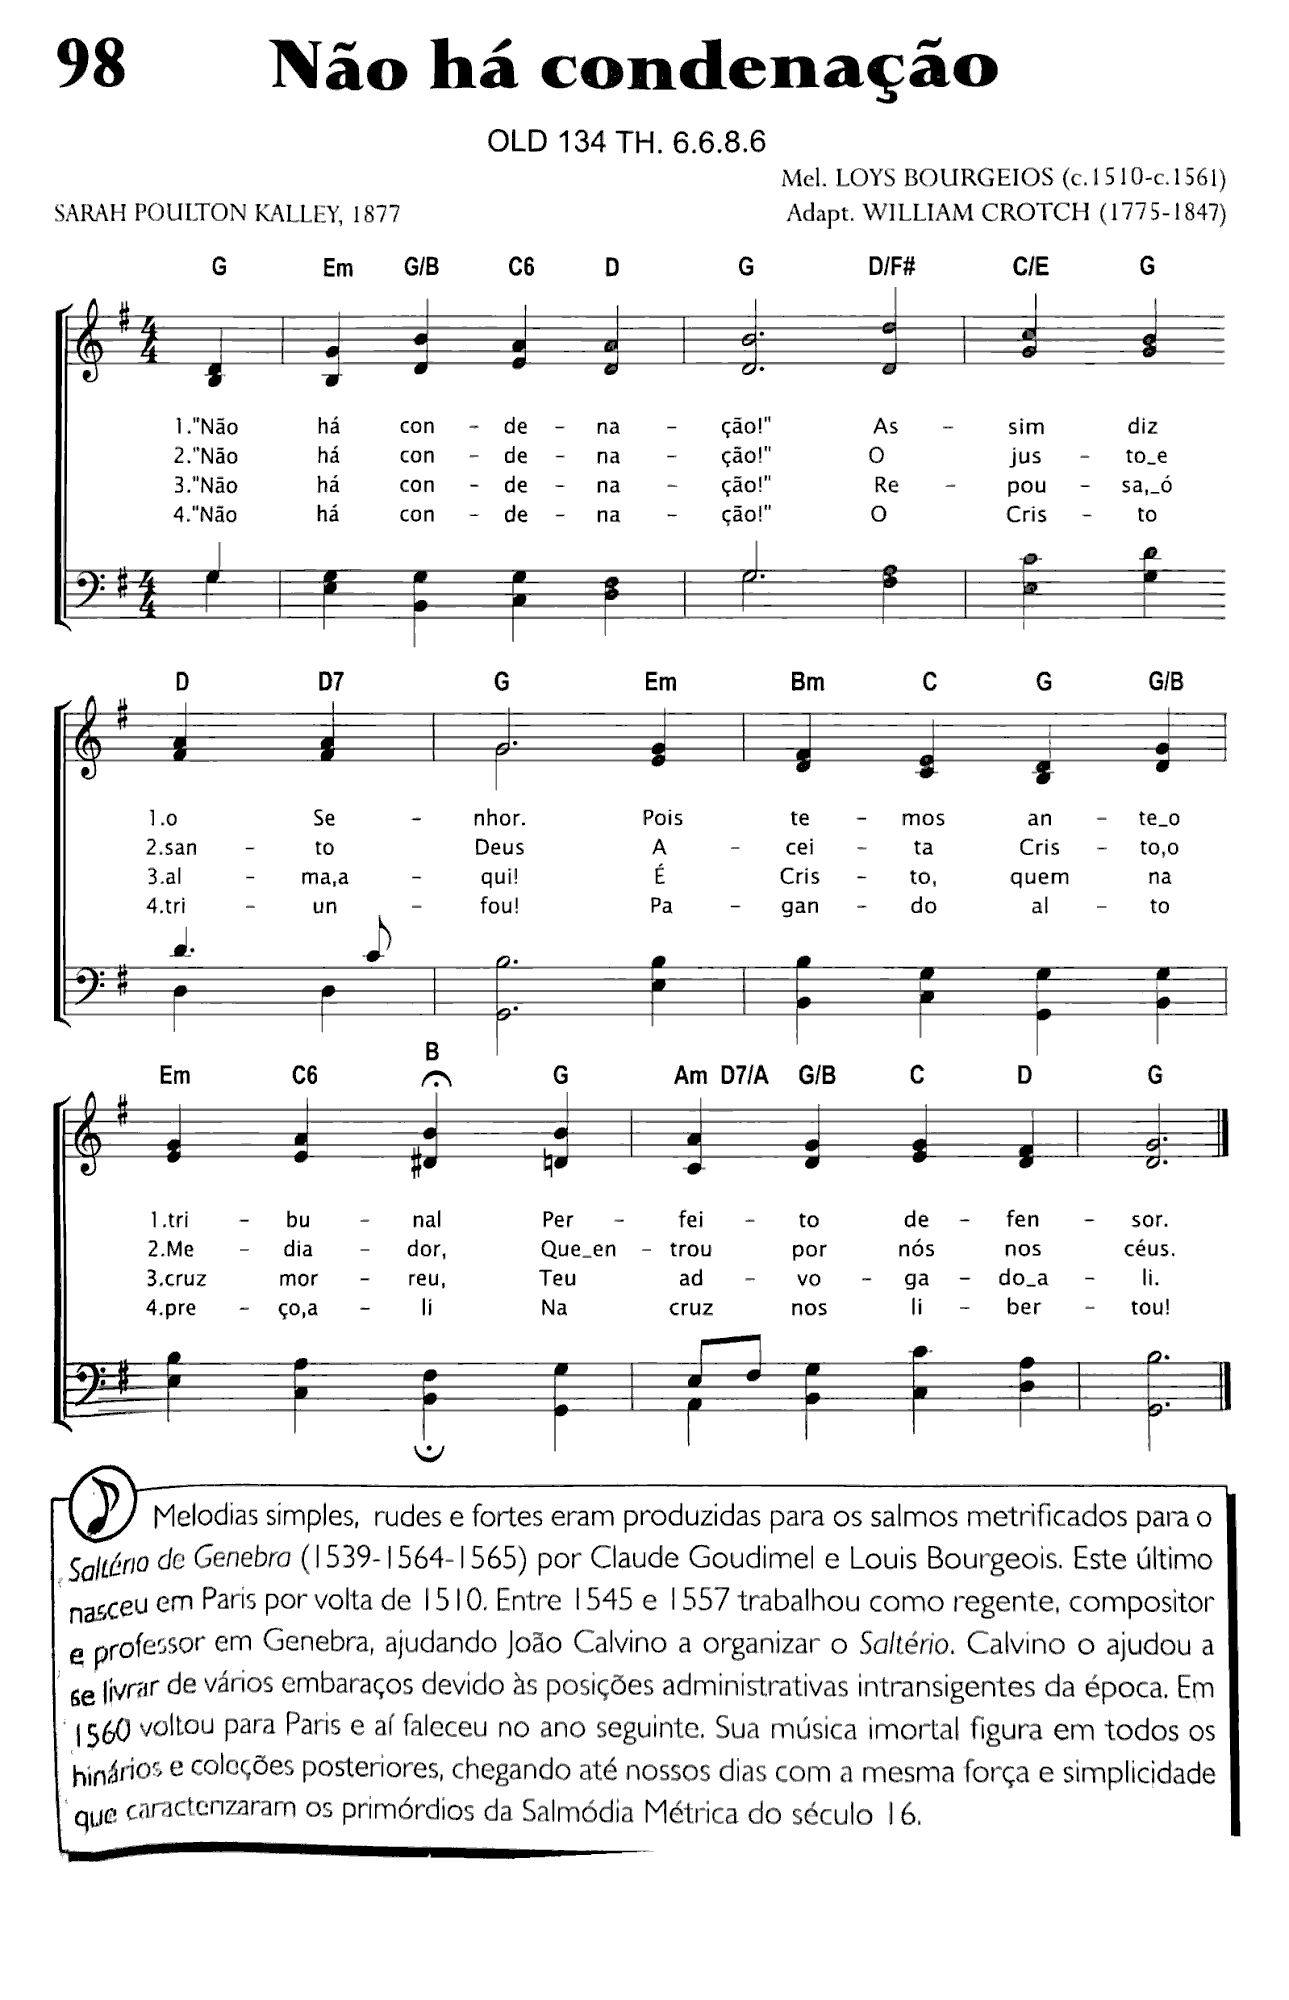 98 Não há condenação
OLD 134 TH. 6.6.8.6
Mel. LOYS BOURGEIOS (c.1510-c.1561)
SARAH POULTON KALLEY, 1877 Adapt. WILLIAM CROTCH (1775-1847)
G Em G/B C6 D G D/F# C/E G
1."Não há con - de - na - ção!" As - sim diz
2."Não há con - de - na - ção!" O jus - to_e
3."Não há con - de - na - ção!" Re - pou - sa,_ó
4."Não há con - de - na - ção!" O Cris - to
D D7 G Em Bm C G G/B
1.o Se - nhor. Pois te - mos an - te_o
2.san - to Deus A - cei - ta Cris - to,o
3.al - ma,a - qui! É Cris - to, quem na
4.tri - un - fou! Pa - gan - do al - to
Em C6 B G Am D7/A G/B C D G
1.tri - bu - nal Per - fei - to de - fen - sor.
2.Me - dia - dor, Que_en - trou por nós nos céus.
3.cruz mor - reu, Teu ad - vo - ga - do_a - li.
4.pre - ço,a - li Na cruz nos li - ber - tou!
Melodias simples, rudes e fortes eram produzidas para os salmos metrificados para o
Saltério de Genebra (1539-1564-1565) por Claude Goudimel e Louis Bourgeois. Este último
nasceu em Paris por volta de 1510. Entre 1545 e 1557 trabalhou como regente, compositor
e professor em Genebra, ajudando João Calvino a organizar o Saltério. Calvino o ajudou a
se livrar de vários embaraços devido às posições administrativas intransigentes da época. Em
1560 voltou para Paris e aí faleceu no ano seguinte. Sua música imortal figura em todos os
hinários e coleções posteriores, chegando até nossos dias com a mesma força e simplicidade
que caracterizaram os primórdios da Salmódia Métrica do século 16.